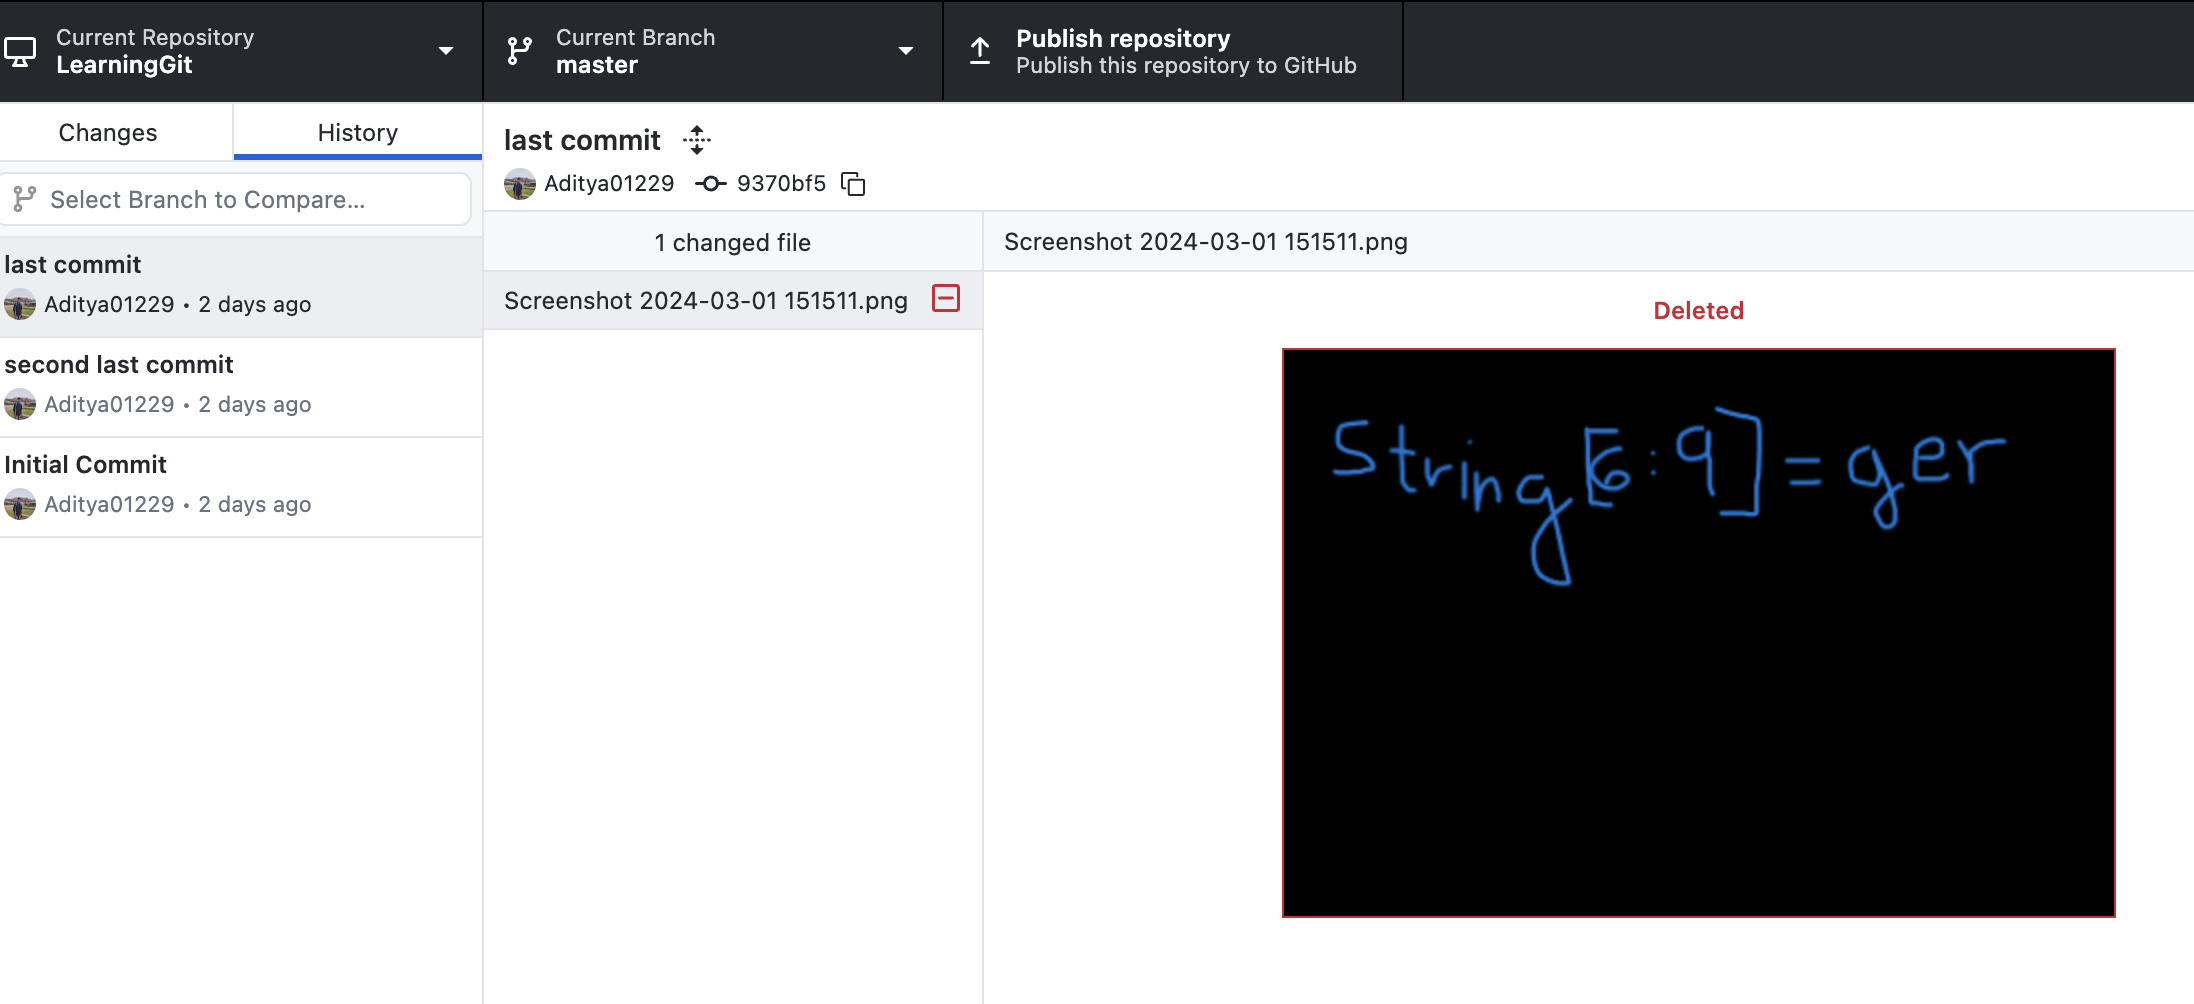 Current Repository
LearningGit
Current Branch
master
Publish repository
Publish this repository to GitHub
Changes
History
Select Branch to Compare...
last commit
Aditya01229 • 2 days ago
second last commit
Aditya01229 • 2 days ago
Initial Commit
Aditya01229 • 2 days ago
last commit
Aditya01229 9370bf5
1 changed file
Screenshot 2024-03-01 151511.png
Screenshot 2024-03-01 151511.png
Deleted
String[6:9]=ger